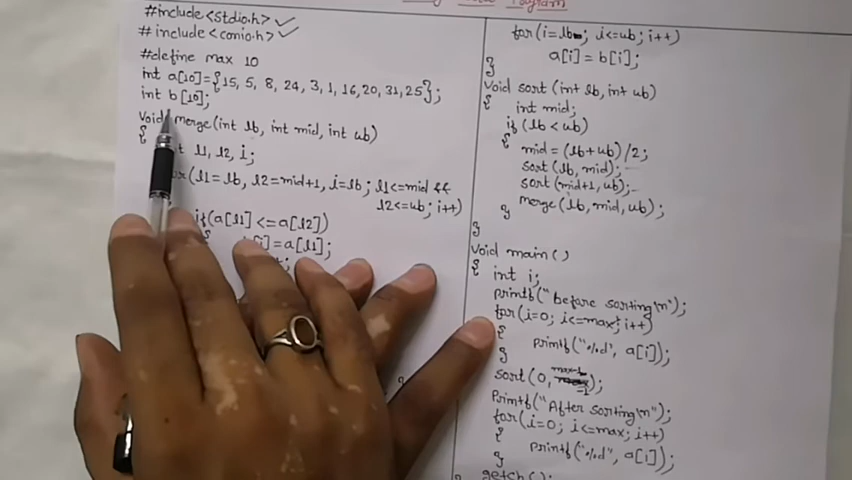 Program
#include<stdio.h>
#include<conio.h>
#define max 10
int a[10]={15, 5, 8, 24, 3, 1, 16, 20, 31, 25};
int b[10];
void merge(int lb, int mid, int ub)
{
l1, l2, i;
for(l1=lb, l2=mid+1, i=lb; l1<=mid &&
l2<=ub; i++)
if(a[l1]<=a[l2])
=a[l1];
for(i=lb; i<=ub; i++)
a[i]=b[i];
}
void sort(int lb, int ub)
{
int mid;
if(lb<ub)
{
mid=(lb+ub)/2;
sort(lb, mid);
sort(mid+1, ub);
merge(lb, mid, ub);
}
}
void main()
{ int i;
printf("before sorting\n");
for(i=0; i<=max; i++)
{
printf("%d", a[i]);
}
sort(0, max-1);
printf("After sorting\n");
for(i=0; i<=max; i++)
{
printf("%d", a[i]);
}
getch();